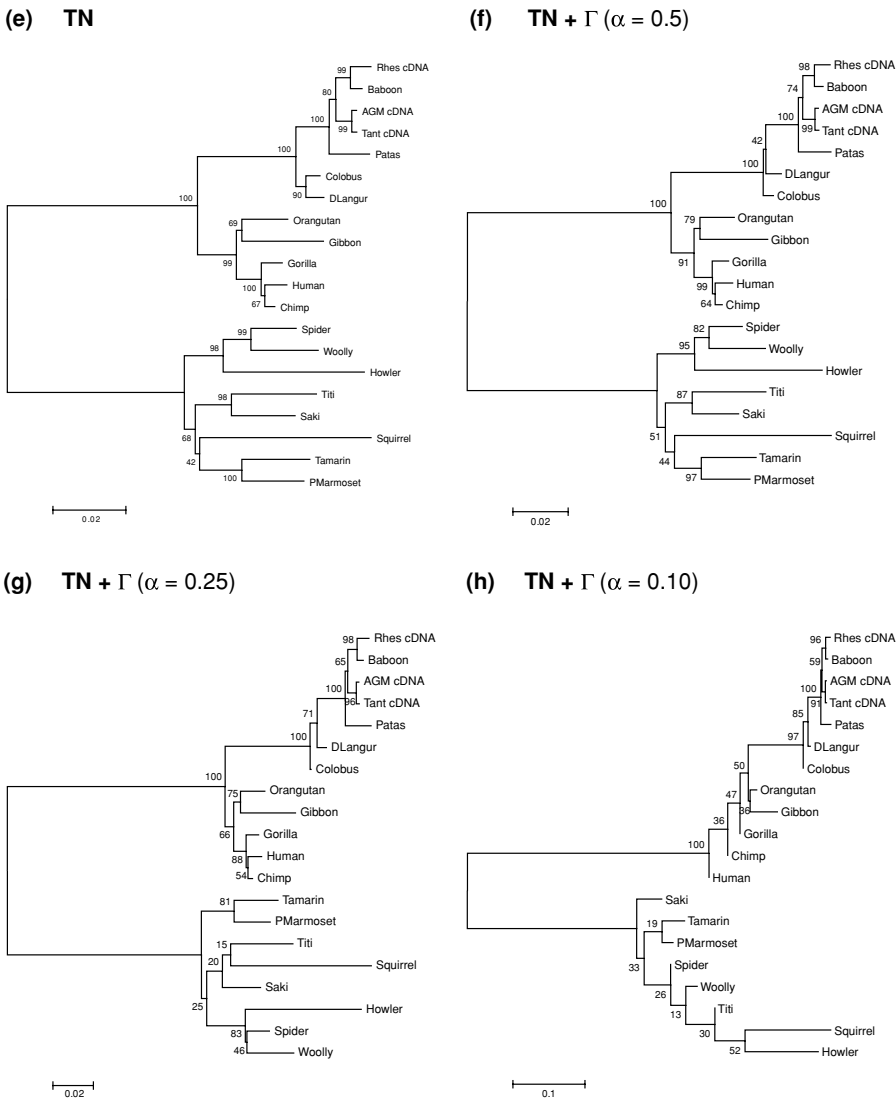 (e) TN
99
Rhes cDNA
Baboon
80
AGM cDNA
99
Tant cDNA
100
Patas
100
Colobus
90
DLangur
100
69
Orangutan
Gibbon
99
Gorilla
100
Human
67
Chimp
99
Spider
98
Woolly
Howler
98
Titi
Saki
68
Squirrel
42
Tamarin
100
PMarmoset
0.02
(f) TN + Γ (α = 0.5)
98
Rhes cDNA
74
Baboon
AGM cDNA
100
99
Tant cDNA
42
Patas
100
DLangur
Colobus
100
79
Orangutan
Gibbon
91
Gorilla
99
Human
64
Chimp
82
Spider
95
Woolly
Howler
87
Titi
Saki
51
Squirrel
44
Tamarin
97
PMarmoset
0.02
(g) TN + Γ (α = 0.25)
98
Rhes cDNA
65
Baboon
AGM cDNA
100
96
Tant cDNA
71
Patas
100
DLangur
Colobus
100
75
Orangutan
Gibbon
66
Gorilla
88
Human
54
Chimp
81
Tamarin
PMarmoset
15
Titi
20
Squirrel
Saki
25
Howler
83
Spider
46
Woolly
0.02
(h) TN + Γ (α = 0.10)
96
Rhes cDNA
59
Baboon
AGM cDNA
100
91
Tant cDNA
85
Patas
97
DLangur
50
Colobus
47
Orangutan
36
Gibbon
36
Gorilla
100
Chimp
Human
Saki
19
Tamarin
PMarmoset
33
Spider
26
Woolly
13
Titi
30
Squirrel
52
Howler
0.1